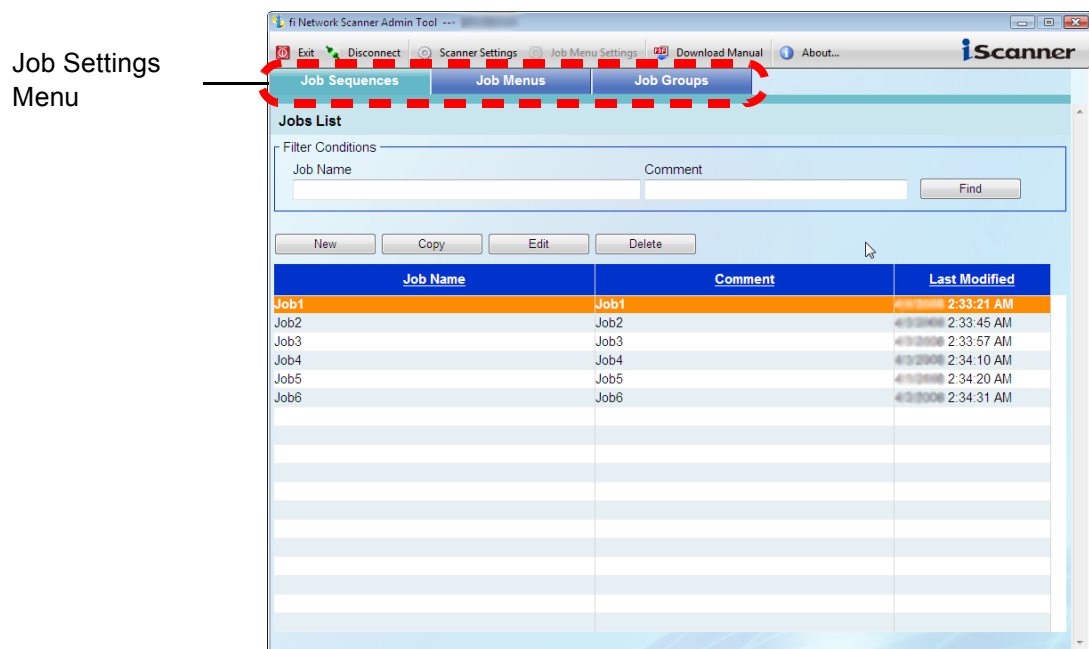 Job Settings
Menu
fi Network Scanner Admin Tool ---
Exit Disconnect Scanner Settings Job Menu Settings Download Manual About... iScanner
Job Sequences Job Menus Job Groups
Jobs List
Filter Conditions
Job Name Comment
Find
New Copy Edit Delete
Job Name Comment Last Modified
Job1 Job1 2:33:21 AM
Job2 Job2 2:33:45 AM
Job3 Job3 2:33:57 AM
Job4 Job4 2:34:10 AM
Job5 Job5 2:34:20 AM
Job6 Job6 2:34:31 AM